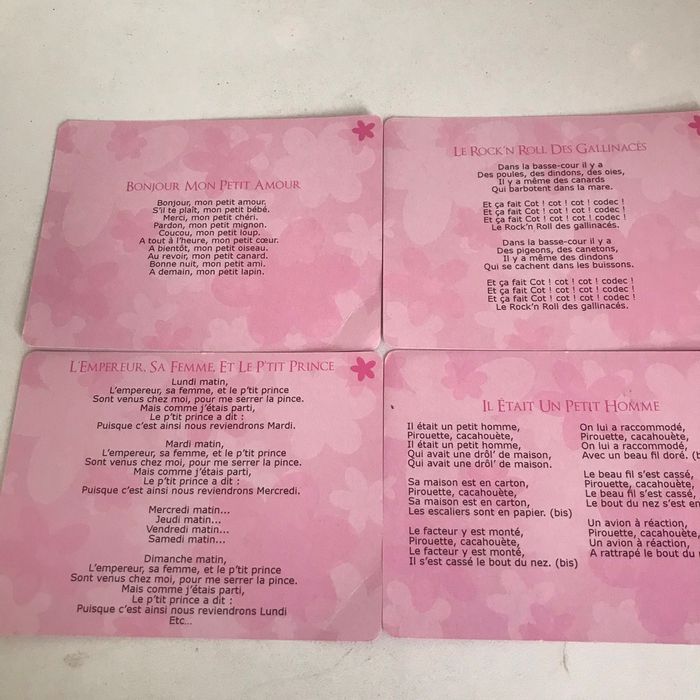 BONJOUR MON PETIT AMOUR
Bonjour, mon petit amour.
S'il te plaît, mon petit bébé.
Merci, mon petit chéri.
Pardon, mon petit mignon.
Coucou, mon petit loup.
A tout à l'heure, mon petit cœur.
A bientôt, mon petit oiseau.
Au revoir, mon petit canard.
Bonne nuit, mon petit ami.
A demain, mon petit lapin.
LE ROCK'N ROLL DES GALLINACÉS
Dans la basse-cour il y a
Des poules, des dindons, des oies,
Il y a même des canards
Qui barbotent dans la mare.
Et ça fait Cot ! cot ! cot ! codec !
Et ça fait Cot ! cot ! cot ! codec !
Et ça fait Cot ! cot ! cot ! codec !
Le Rock'n Roll des gallinacés.
Dans la basse-cour il y a
Des pigeons, des canetons,
Il y a même des dindons
Qui se cachent dans les buissons.
Et ça fait Cot ! cot ! cot ! codec !
Et ça fait Cot ! cot ! cot ! codec !
Et ça fait Cot ! cot ! cot ! codec !
Le Rock'n Roll des gallinacés.
L'EMPEREUR, SA FEMME, ET LE P'TIT PRINCE
Lundi matin,
L'empereur, sa femme, et le p'tit prince
Sont venus chez moi, pour me serrer la pince.
Mais comme j'étais parti,
Le p'tit prince a dit :
Puisque c'est ainsi nous reviendrons Mardi.
Mardi matin,
L'empereur, sa femme, et le p'tit prince
Sont venus chez moi, pour me serrer la pince.
Mais comme j'étais parti,
Le p'tit prince a dit :
Puisque c'est ainsi nous reviendrons Mercredi.
Mercredi matin...
Jeudi matin...
Vendredi matin...
Samedi matin...
Dimanche matin,
L'empereur, sa femme, et le p'tit prince
Sont venus chez moi, pour me serrer la pince.
Mais comme j'étais parti,
Le p'tit prince a dit :
Puisque c'est ainsi nous reviendrons Lundi
Etc...
IL ÉTAIT UN PETIT HOMME
Il était un petit homme,
Pirouette, cacahouète,
Il était un petit homme,
Qui avait une drôl' de maison,
Qui avait une drôl' de maison.
Sa maison est en carton,
Pirouette, cacahouète,
Sa maison est en carton,
Les escaliers sont en papier. (bis)
Le facteur y est monté,
Pirouette, cacahouète,
Le facteur y est monté,
Il s'est cassé le bout du nez. (bis)
On lui a raccommodé,
Pirouette, cacahouète,
On lui a raccommodé,
Avec un beau fil doré.
Le beau fil s'est cassé,
Pirouette, cacahouète,
Le beau fil s'est cassé,
Le bout du nez s'est
Un avion à réaction,
Pirouette, cacahouète,
Un avion à réaction,
A rattrapé le bout du